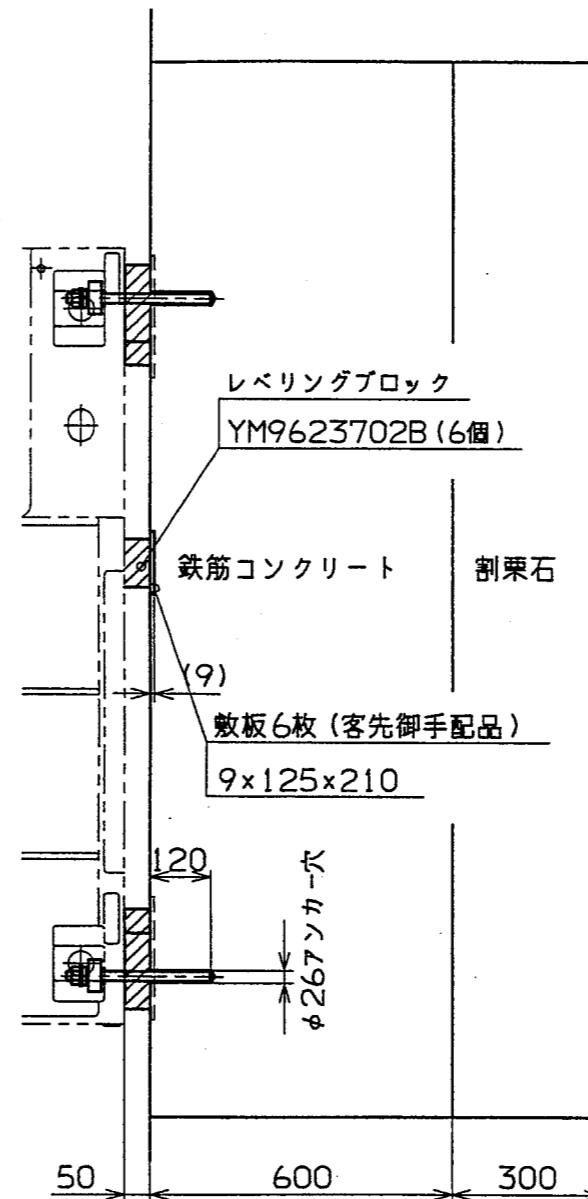 レベリングブロック
YM9623702B(6個)
鉄筋コンクリート
割栗石
(9)
敷板6枚(客先御手配品)
9×125×210
120
φ26アンカー穴
50
600
300